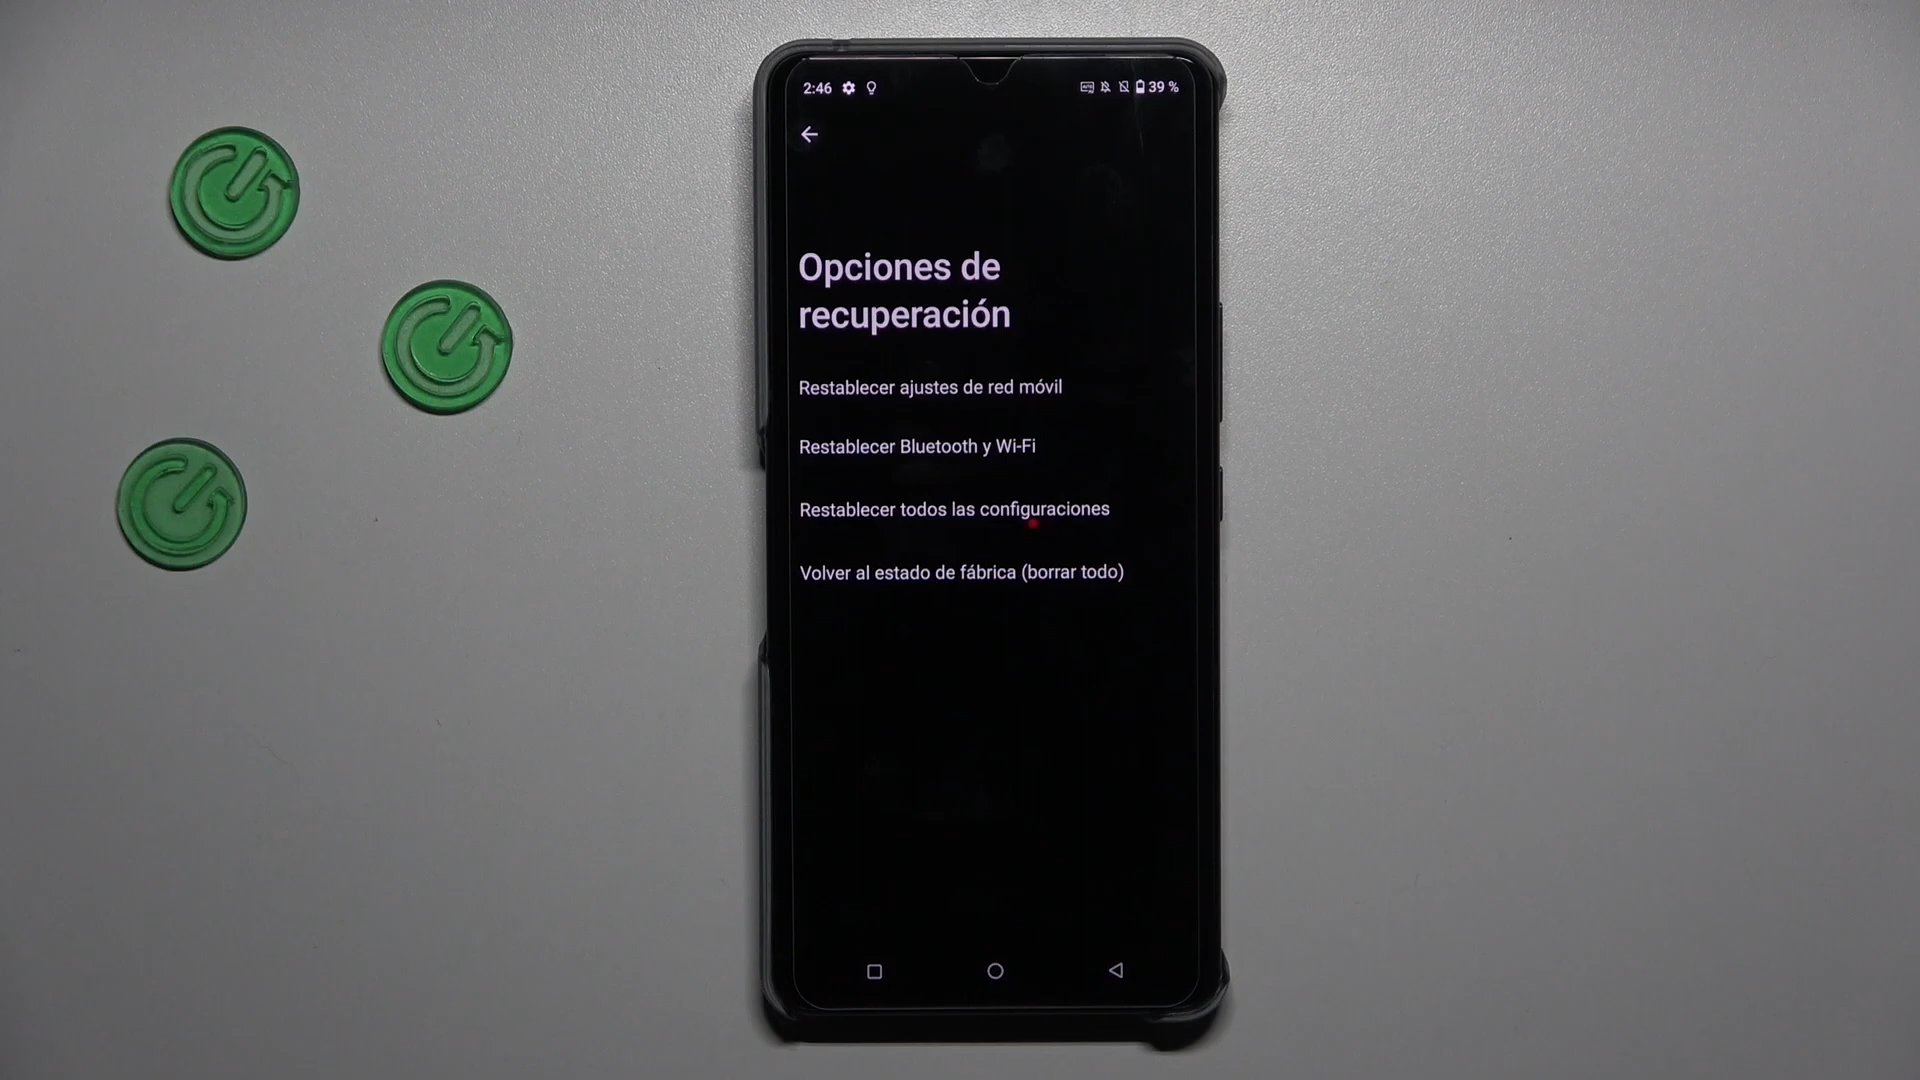 2:46 39 %
Opciones de
recuperación
Restablecer ajustes de red móvil
Restablecer Bluetooth y Wi-Fi
Restablecer todos las configuraciones
Volver al estado de fábrica (borrar todo)